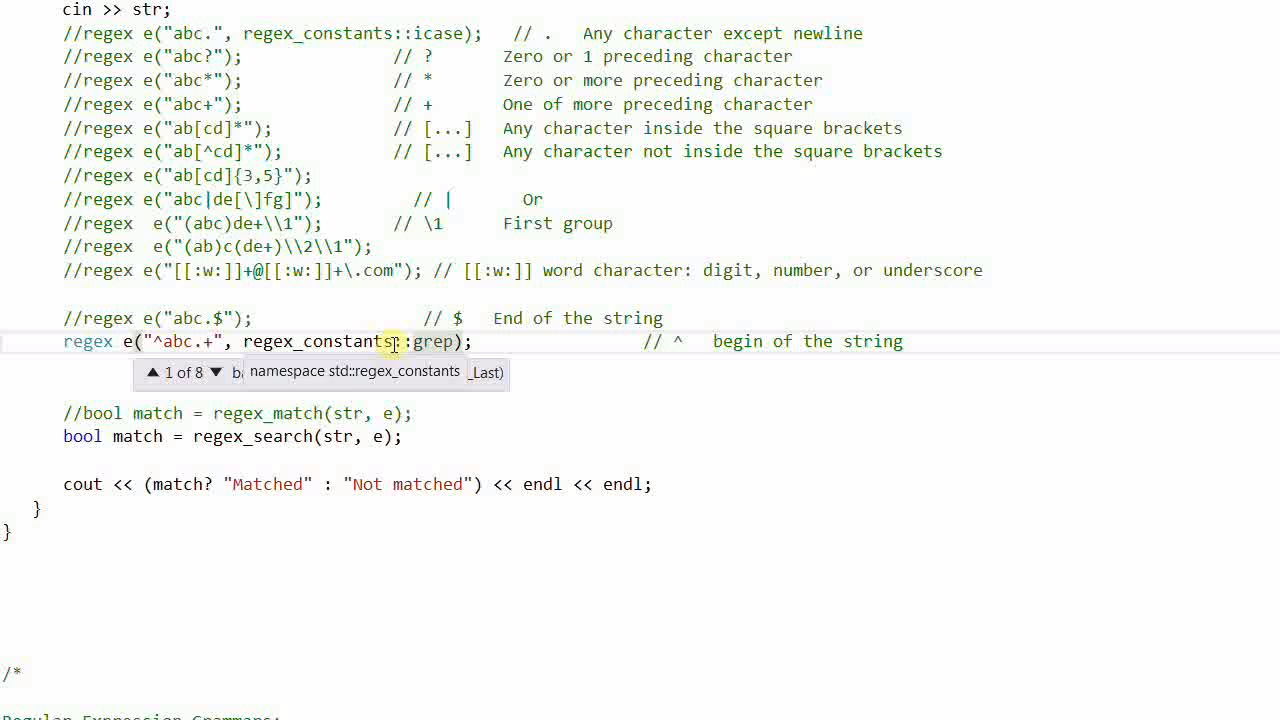 cin >> str;
//regex e("abc.", regex_constants::icase);   // .   Any character except newline
//regex e("abc?");               // ?       Zero or 1 preceding character
//regex e("abc*");               // *       Zero or more preceding character
//regex e("abc+");               // +       One of more preceding character
//regex e("ab[cd]*");            // [...]   Any character inside the square brackets
//regex e("ab[^cd]*");           // [...]   Any character not inside the square brackets
//regex e("ab[cd]{3,5}");
//regex e("abc|de[\]fg]");         // |       Or
//regex  e("(abc)de+\\1");       // \1      First group
//regex  e("(ab)c(de+)\\2\\1");
//regex e("[[:w:]]+@[[:w:]]+\.com"); // [[:w:]] word character: digit, number, or underscore
//regex e("abc.$");                 // $   End of the string
regex e("^abc.+", regex_constants::grep);                 // ^   begin of the string
▲ 1 of 8 ▼ ba namespace std::regex_constants _Last)
//bool match = regex_match(str, e);
bool match = regex_search(str, e);
cout << (match? "Matched" : "Not matched") << endl << endl;
}
}
/*
Regular Expression Grammars: